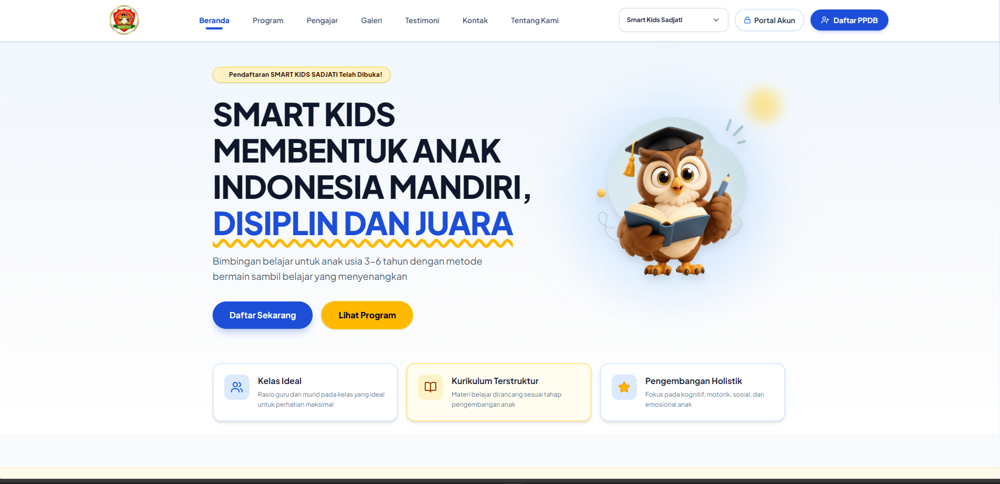 Beranda
Program
Pengajar
Galeri
Testimoni
Kontak
Tentang Kami
Smart Kids Sadjati
Portal Akun
Daftar PPDB
Pendaftaran SMART KIDS SADJATI Telah Dibuka!
SMART KIDS
MEMBENTUK ANAK
INDONESIA MANDIRI,
DISIPLIN DAN JUARA
Bimbingan belajar untuk anak usia 3–6 tahun dengan metode
bermain sambil belajar yang menyenangkan
Daftar Sekarang
Lihat Program
Kelas Ideal
Rasio guru dan murid pada kelas yang ideal
untuk perhatian maksimal
Kurikulum Terstruktur
Materi belajar dirancang sesuai tahap
pengembangan anak
Pengembangan Holistik
Fokus pada kognitif, motorik, sosial, dan
emosional anak